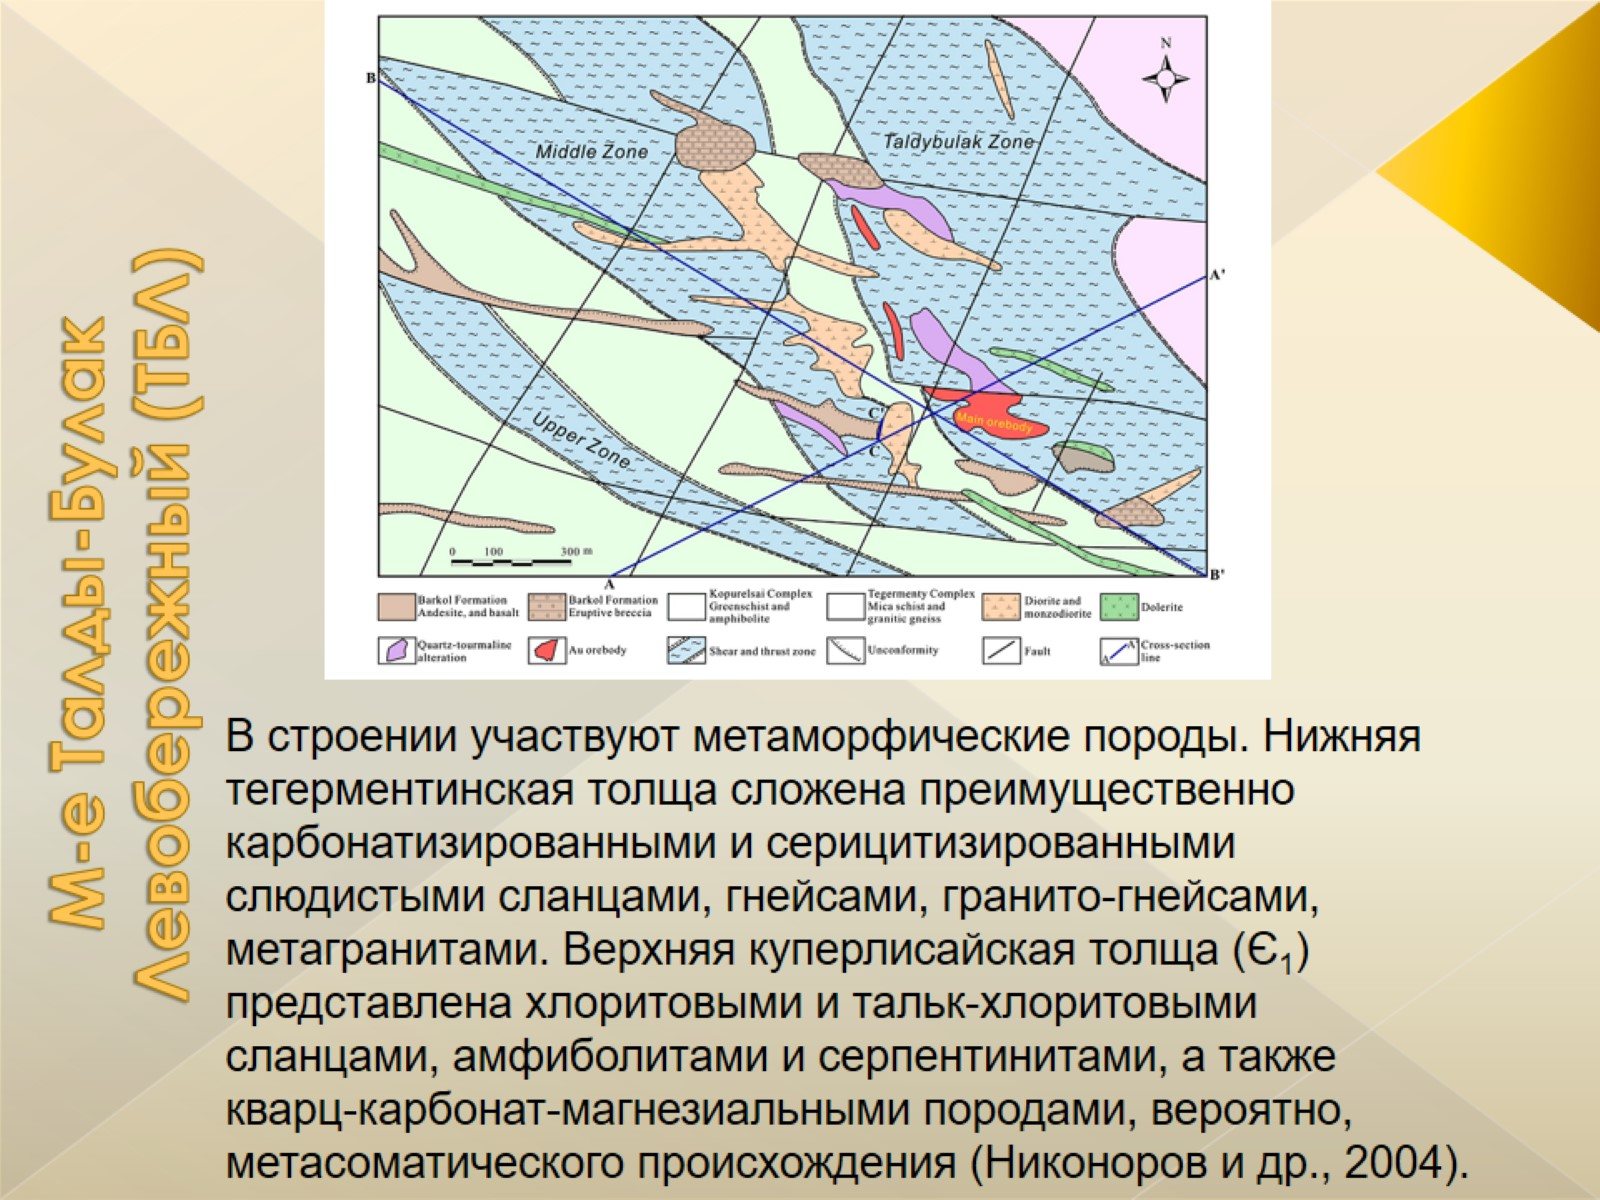 М-е Талды-Булак
Левобережный (ТБЛ)
N
B
Middle Zone
Taldybulak Zone
A'
Upper Zone
C'
C
Main orebody
0 100 300 m
A
B'
Barkol Formation
Andesite, and basalt
Barkol Formation
Eruptive breccia
Kopurelsai Complex
Greenschist and
amphibolite
Tegermenty Complex
Mica schist and
granitic gneiss
Diorite and
monzodiorite
Dolerite
Quartz-tourmaline
alteration
Au orebody
Shear and thrust zone
Unconformity
Fault
A A'
Cross-section
line
В строении участвуют метаморфические породы. Нижняя
тегерментинская толща сложена преимущественно
карбонатизированными и серицитизированными
слюдистыми сланцами, гнейсами, гранито-гнейсами,
метагранитами. Верхняя куперлисайская толща (Є1)
представлена хлоритовыми и тальк-хлоритовыми
сланцами, амфиболитами и серпентинитами, а также
кварц-карбонат-магнезиальными породами, вероятно,
метасоматического происхождения (Никоноров и др., 2004).